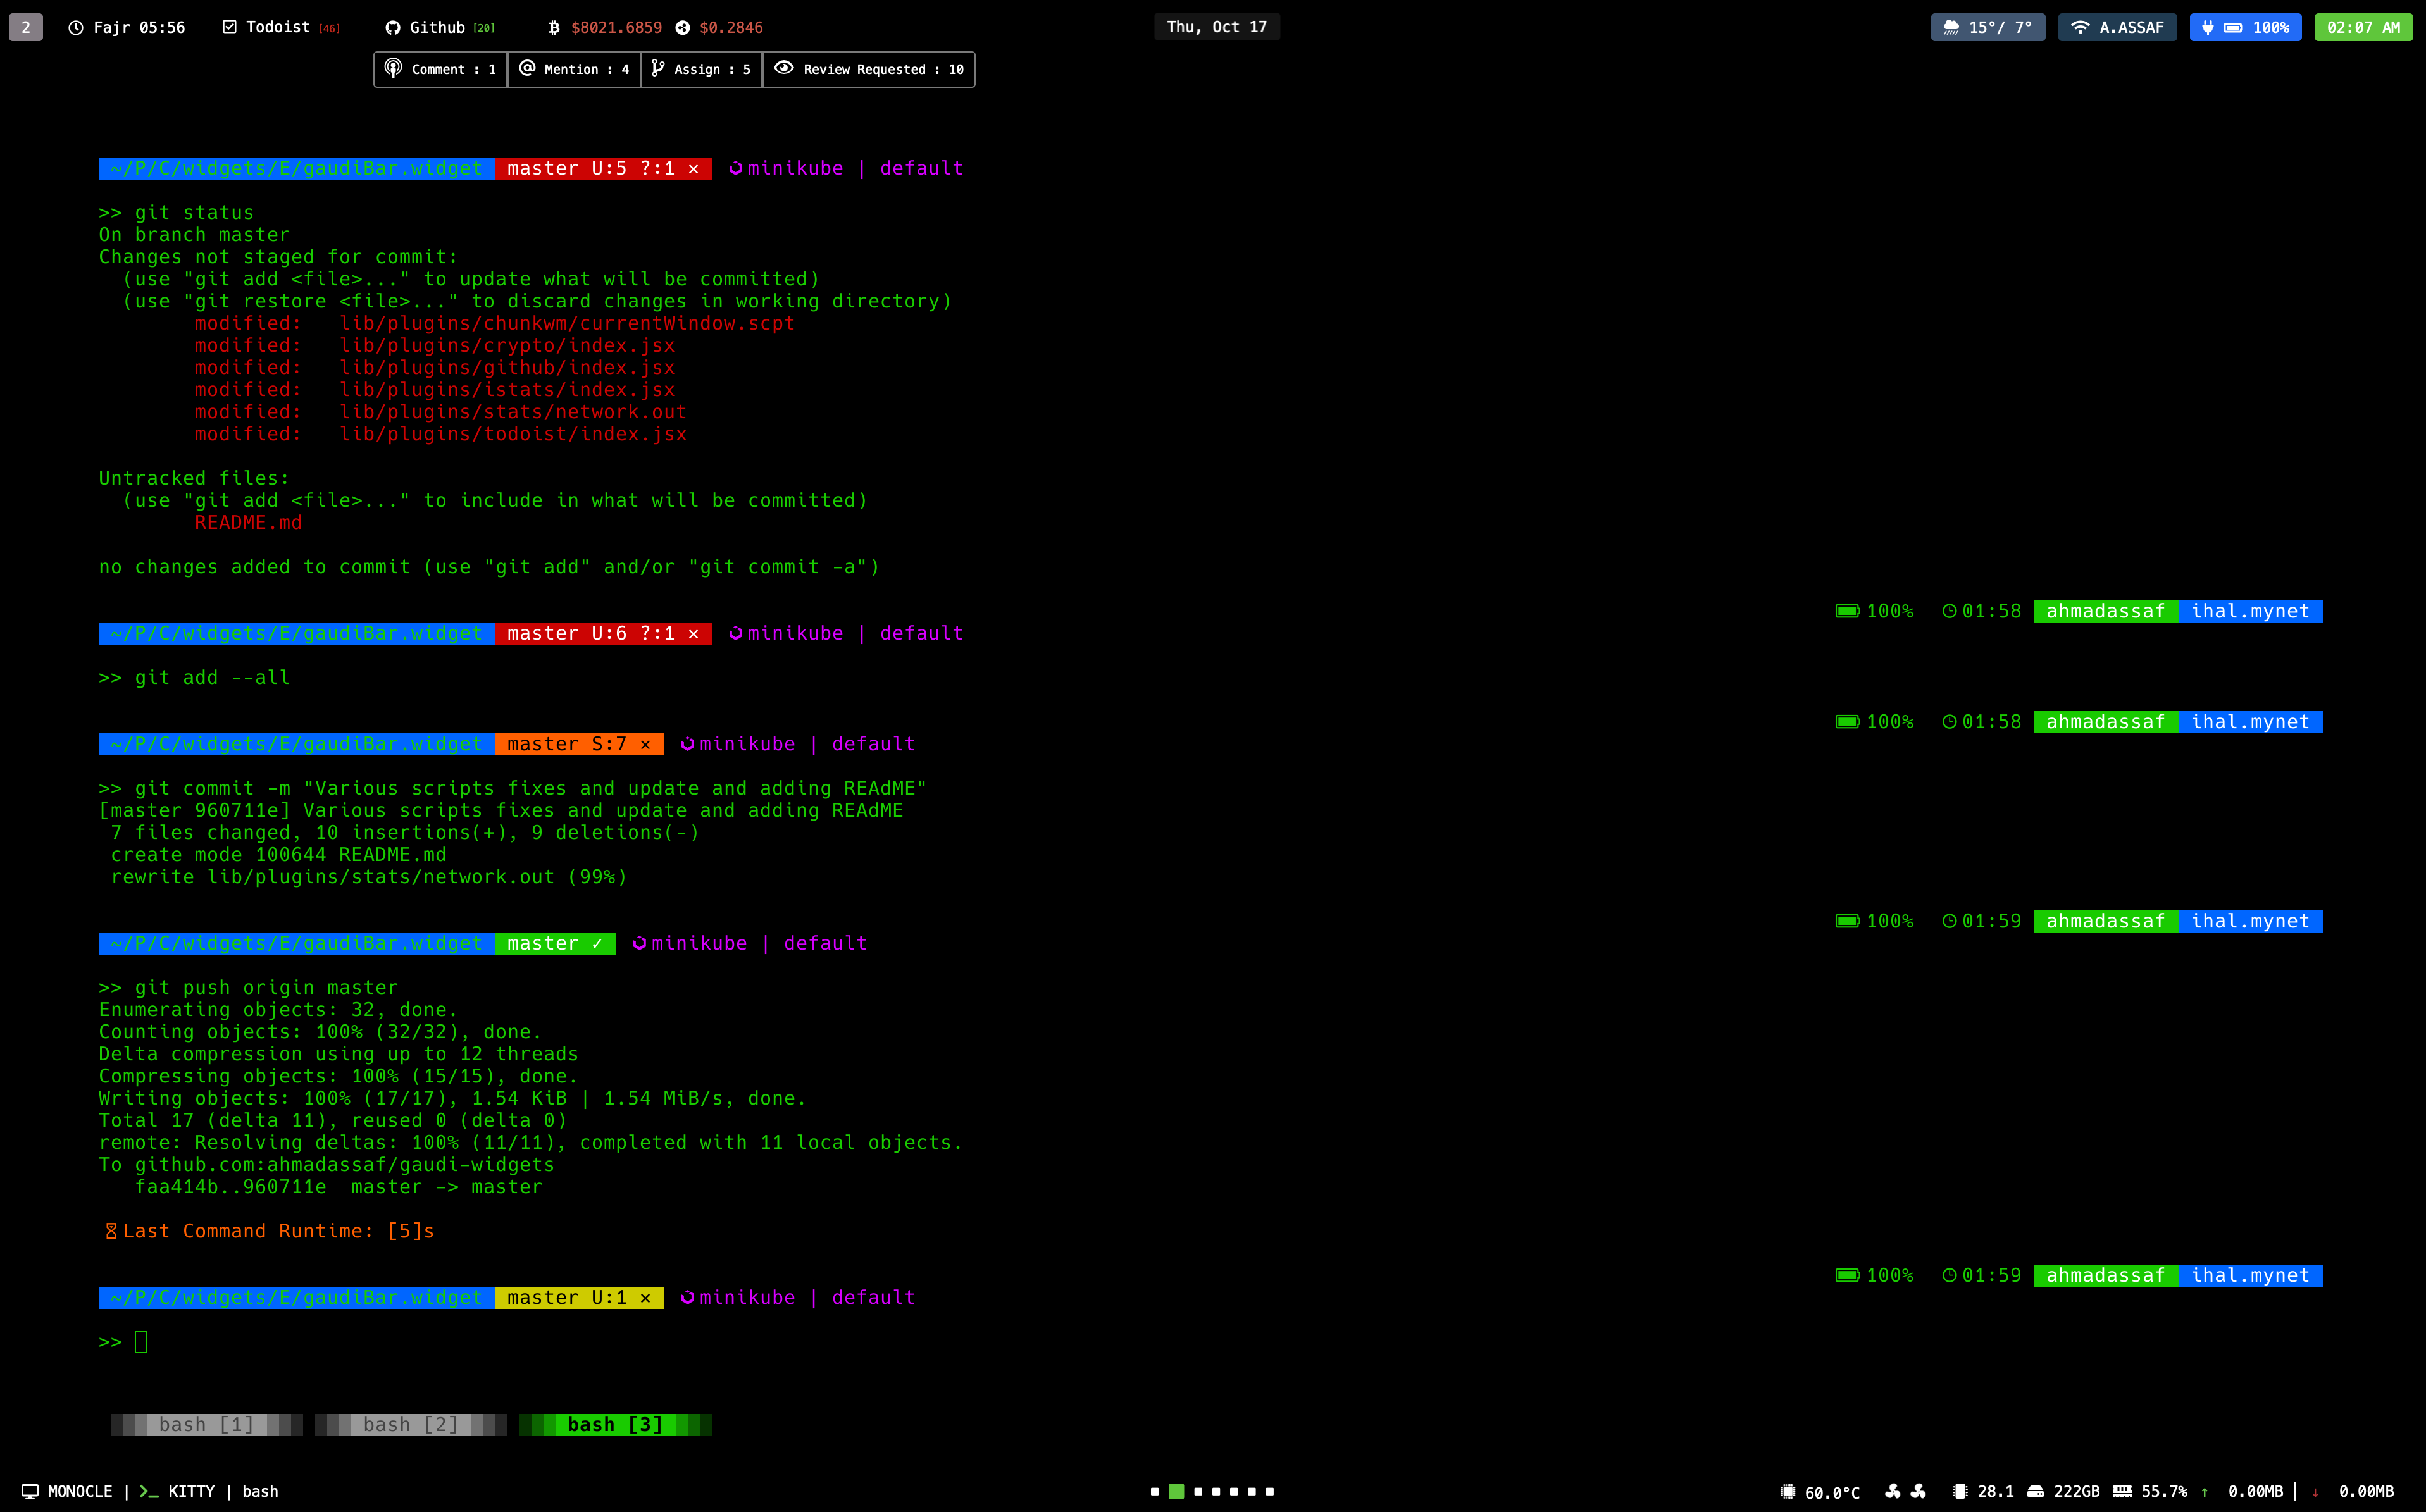 2 Fajr 05:56 Todoist [46] Github [20] $8021.6859 $0.2846 Thu, Oct 17 15°/ 7° A.ASSAF 100% 02:07 AM
Comment : 1 Mention : 4 Assign : 5 Review Requested : 10
~/P/C/widgets/E/gaudiBar.widget master U:5 ?:1 × minikube | default
>> git status
On branch master
Changes not staged for commit:
(use "git add <file>..." to update what will be committed)
(use "git restore <file>..." to discard changes in working directory)
modified: lib/plugins/chunkwm/currentWindow.scpt
modified: lib/plugins/crypto/index.jsx
modified: lib/plugins/github/index.jsx
modified: lib/plugins/istats/index.jsx
modified: lib/plugins/stats/network.out
modified: lib/plugins/todoist/index.jsx
Untracked files:
(use "git add <file>..." to include in what will be committed)
README.md
no changes added to commit (use "git add" and/or "git commit -a")
100% 01:58 ahmadassaf ihal.mynet
~/P/C/widgets/E/gaudiBar.widget master U:6 ?:1 × minikube | default
>> git add --all
100% 01:58 ahmadassaf ihal.mynet
~/P/C/widgets/E/gaudiBar.widget master S:7 × minikube | default
>> git commit -m "Various scripts fixes and update and adding REAdME"
[master 960711e] Various scripts fixes and update and adding REAdME
7 files changed, 10 insertions(+), 9 deletions(-)
create mode 100644 README.md
rewrite lib/plugins/stats/network.out (99%)
100% 01:59 ahmadassaf ihal.mynet
~/P/C/widgets/E/gaudiBar.widget master ✓ minikube | default
>> git push origin master
Enumerating objects: 32, done.
Counting objects: 100% (32/32), done.
Delta compression using up to 12 threads
Compressing objects: 100% (15/15), done.
Writing objects: 100% (17/17), 1.54 KiB | 1.54 MiB/s, done.
Total 17 (delta 11), reused 0 (delta 0)
remote: Resolving deltas: 100% (11/11), completed with 11 local objects.
To github.com:ahmadassaf/gaudi-widgets
faa414b..960711e master -> master
Last Command Runtime: [5]s
100% 01:59 ahmadassaf ihal.mynet
~/P/C/widgets/E/gaudiBar.widget master U:1 × minikube | default
>>
bash [1] bash [2] bash [3]
MONOCLE | >_ KITTY | bash 60.0°C 28.1 222GB 55.7% ↑ 0.00MB | ↓ 0.00MB